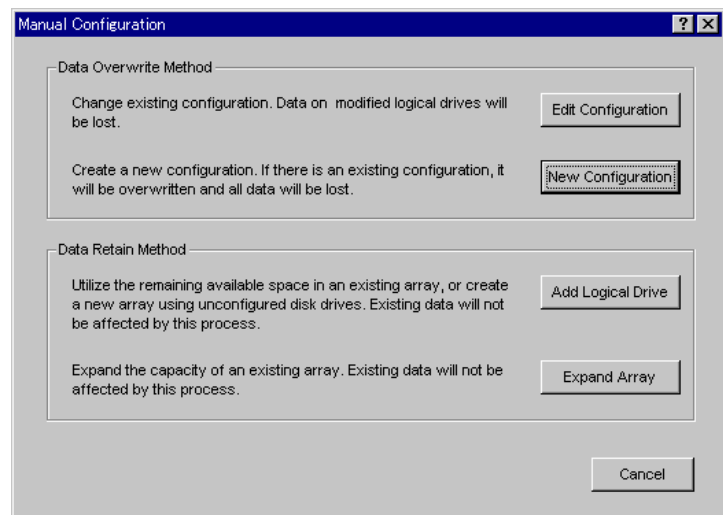 Manual Configuration
Data Overwrite Method
Change existing configuration. Data on modified logical drives will
be lost.
Edit Configuration
Create a new configuration. If there is an existing configuration, it
will be overwritten and all data will be lost.
New Configuration
Data Retain Method
Utilize the remaining available space in an existing array, or create
a new array using unconfigured disk drives. Existing data will not
be affected by this process.
Add Logical Drive
Expand the capacity of an existing array. Existing data will not be
affected by this process.
Expand Array
Cancel